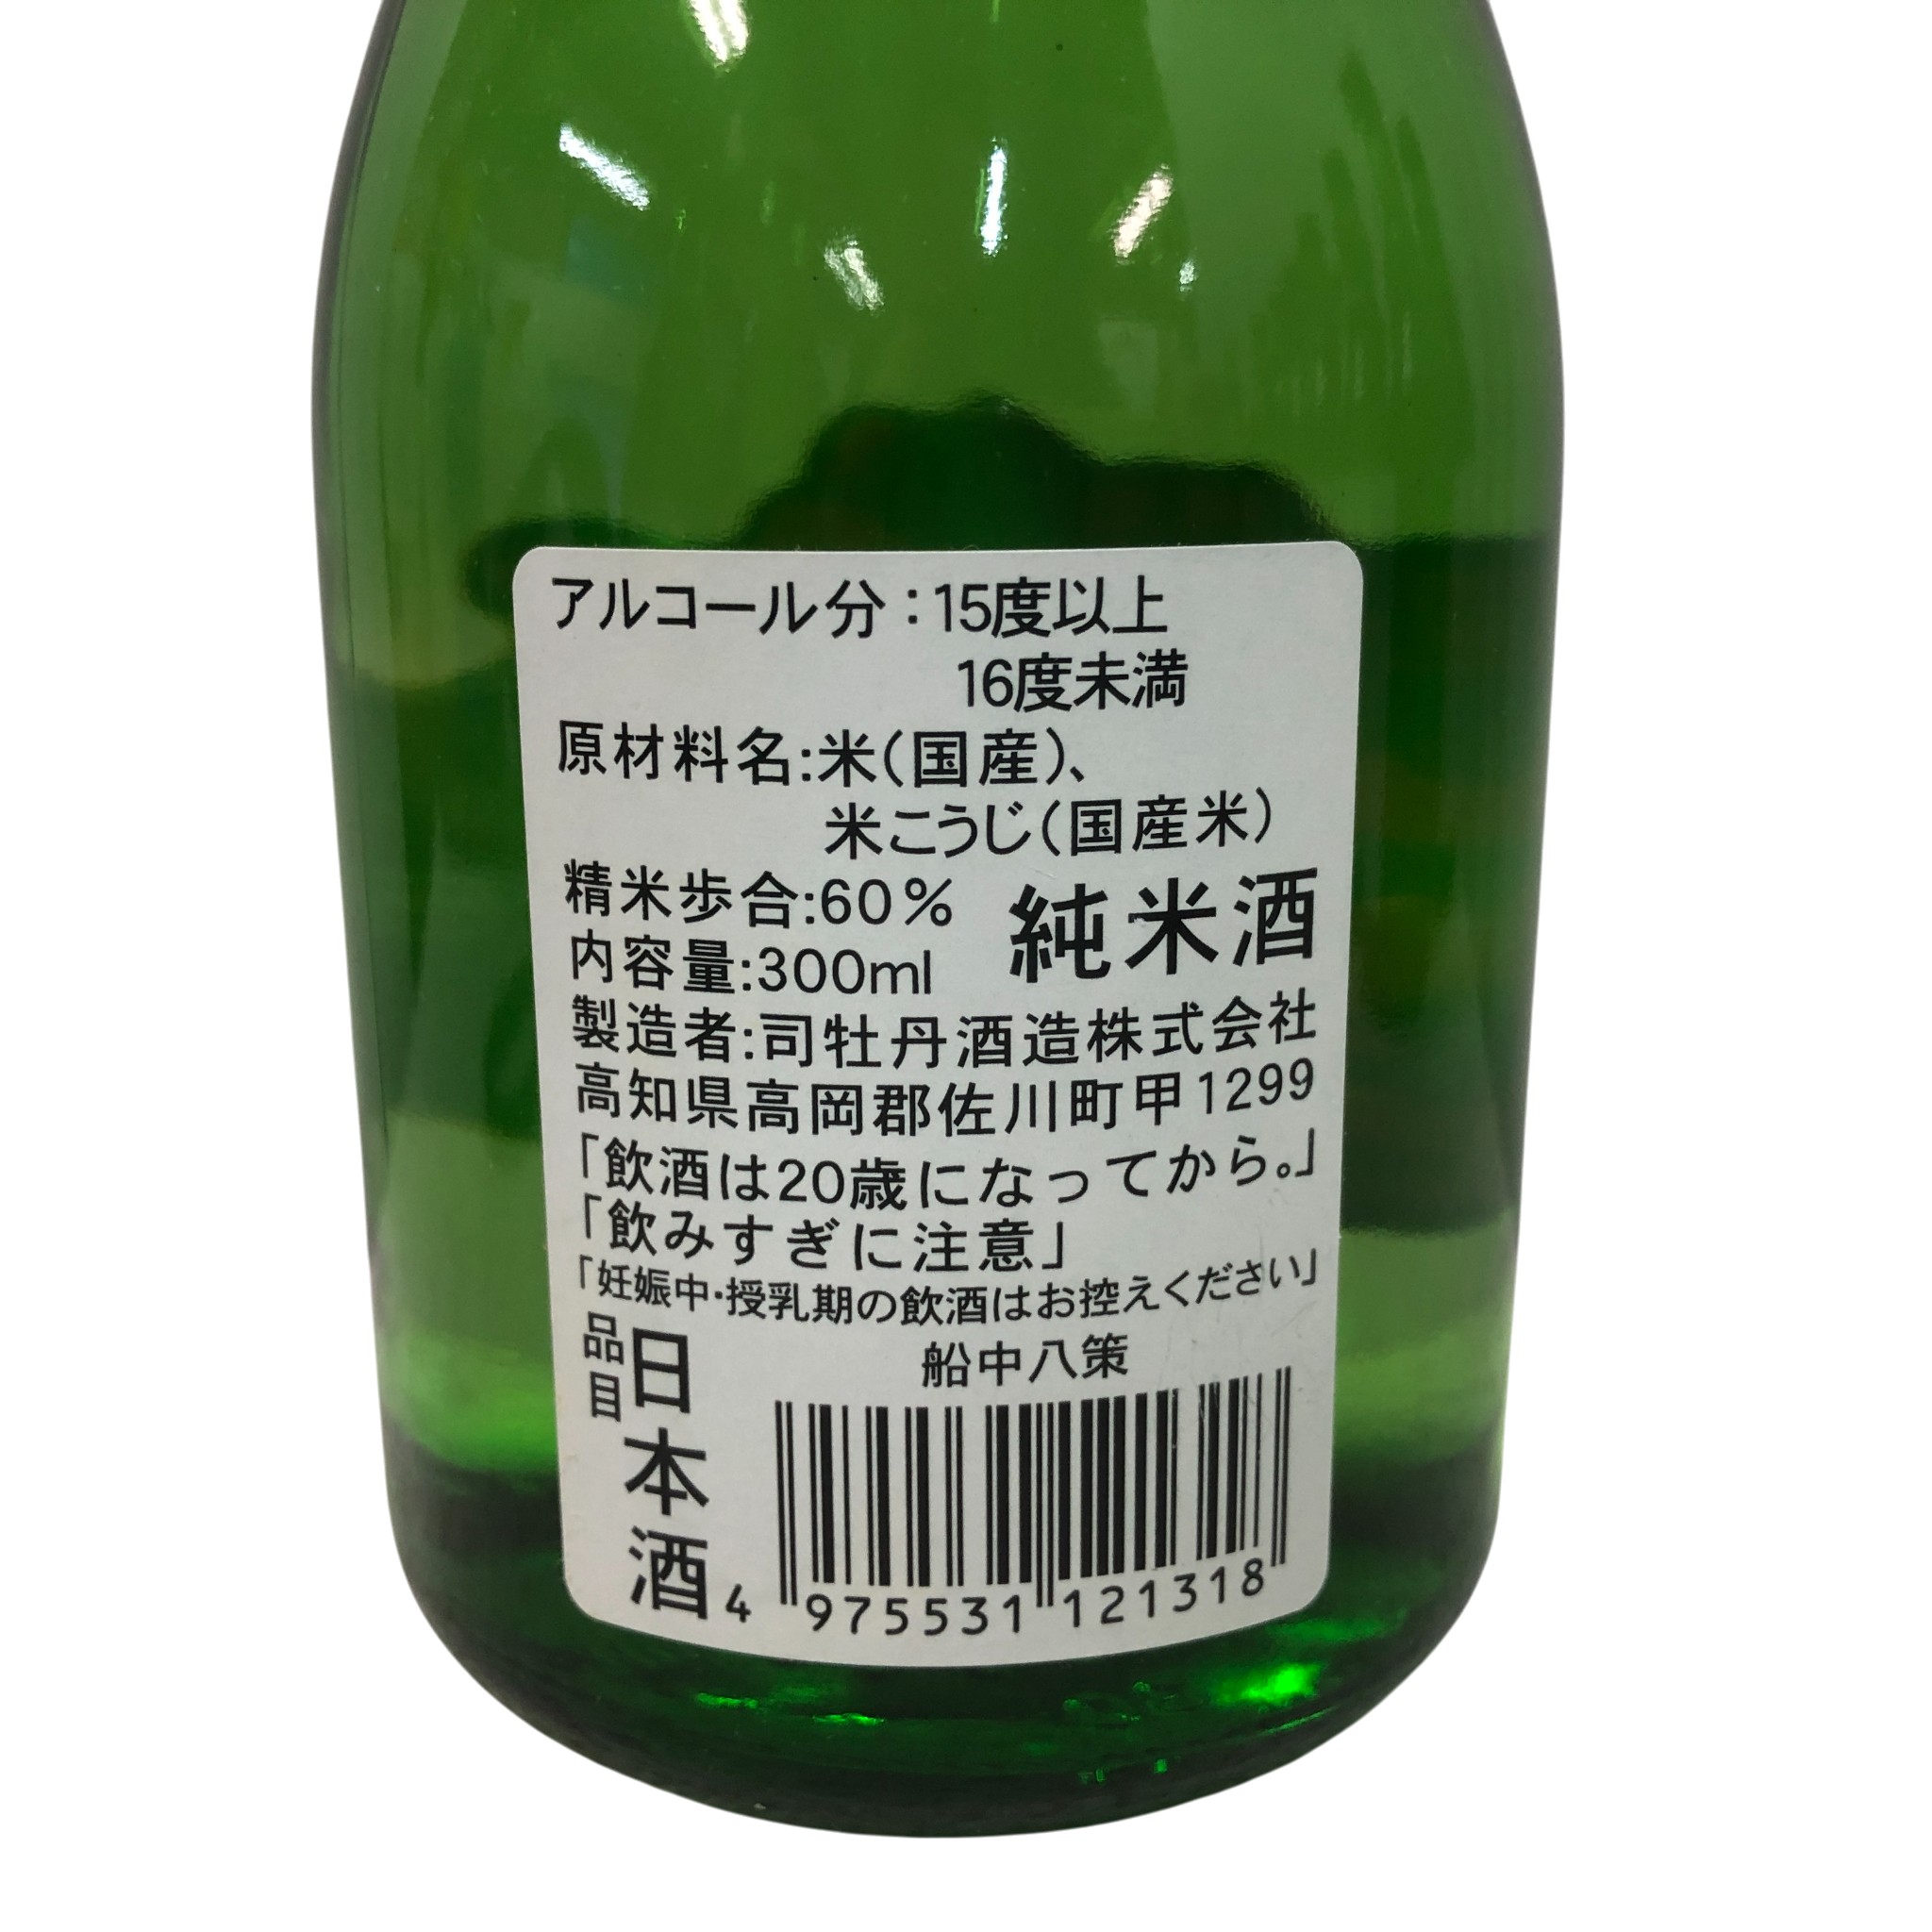 アルコール分：15度以上
16度未満
原材料名:米(国産)、
米こうじ(国産米)
精米歩合:60%
純米酒
内容量:300ml
製造者:司牡丹酒造株式会社
高知県高岡郡佐川町甲1299
「飲酒は20歳になってから。」
「飲みすぎに注意」
「妊娠中・授乳期の飲酒はお控えください」
品目
日本酒
船中八策
4 975531 121318